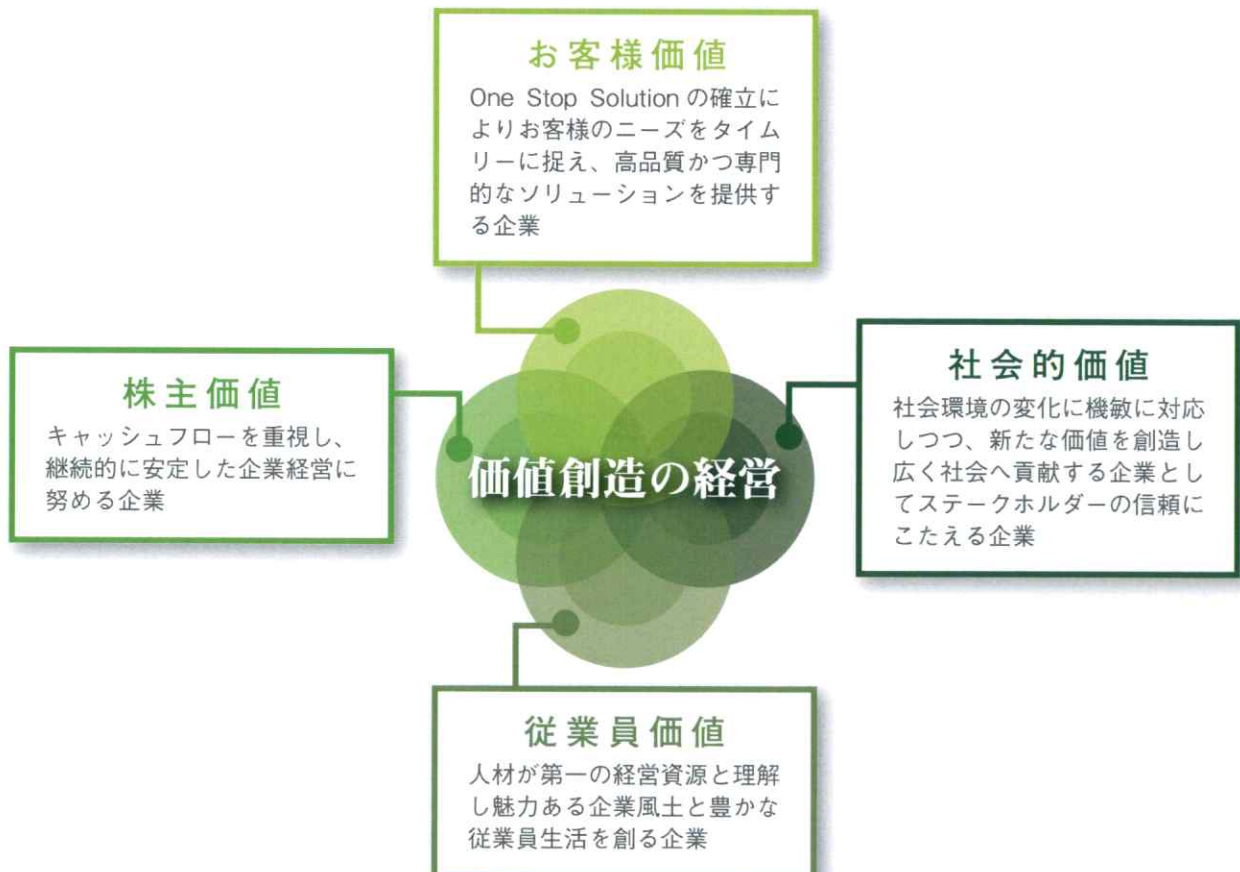 お客様価値
One Stop Solution の確立に
よりお客様のニーズをタイム
リーに捉え、高品質かつ専門
的なソリューションを提供す
る企業
株主価値
キャッシュフローを重視し、
継続的に安定した企業経営に
努める企業
価値創造の経営
社会的価値
社会環境の変化に機敏に対応
しつつ、新たな価値を創造し
広く社会へ貢献する企業とし
てステークホルダーの信頼に
こたえる企業
従業員価値
人材が第一の経営資源と理解
し魅力ある企業風土と豊かな
従業員生活を創る企業